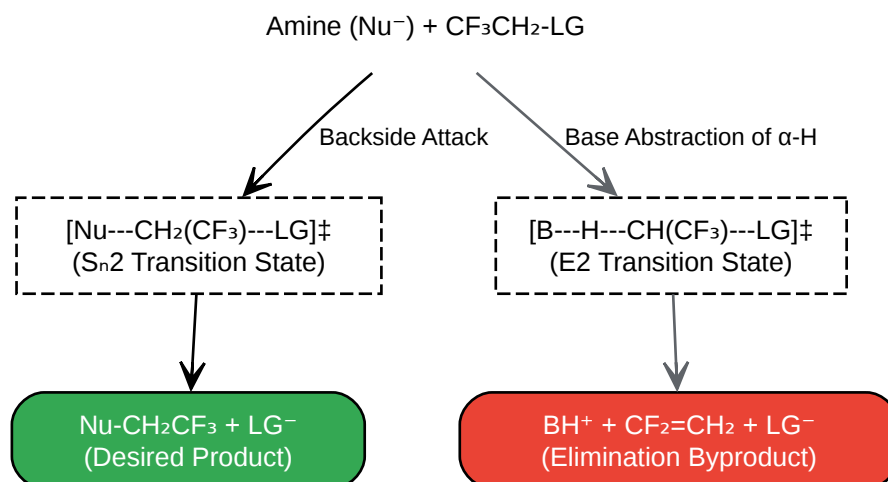 Amine (Nu⁻) + CF₃CH₂-LG
Backside Attack
Base Abstraction of α-H
[Nu---CH₂(CF₃)---LG]‡
(Sₙ2 Transition State)
[B---H---CH(CF₃)---LG]‡
(E2 Transition State)
Nu-CH₂CF₃ + LG⁻
(Desired Product)
BH⁺ + CF₂=CH₂ + LG⁻
(Elimination Byproduct)